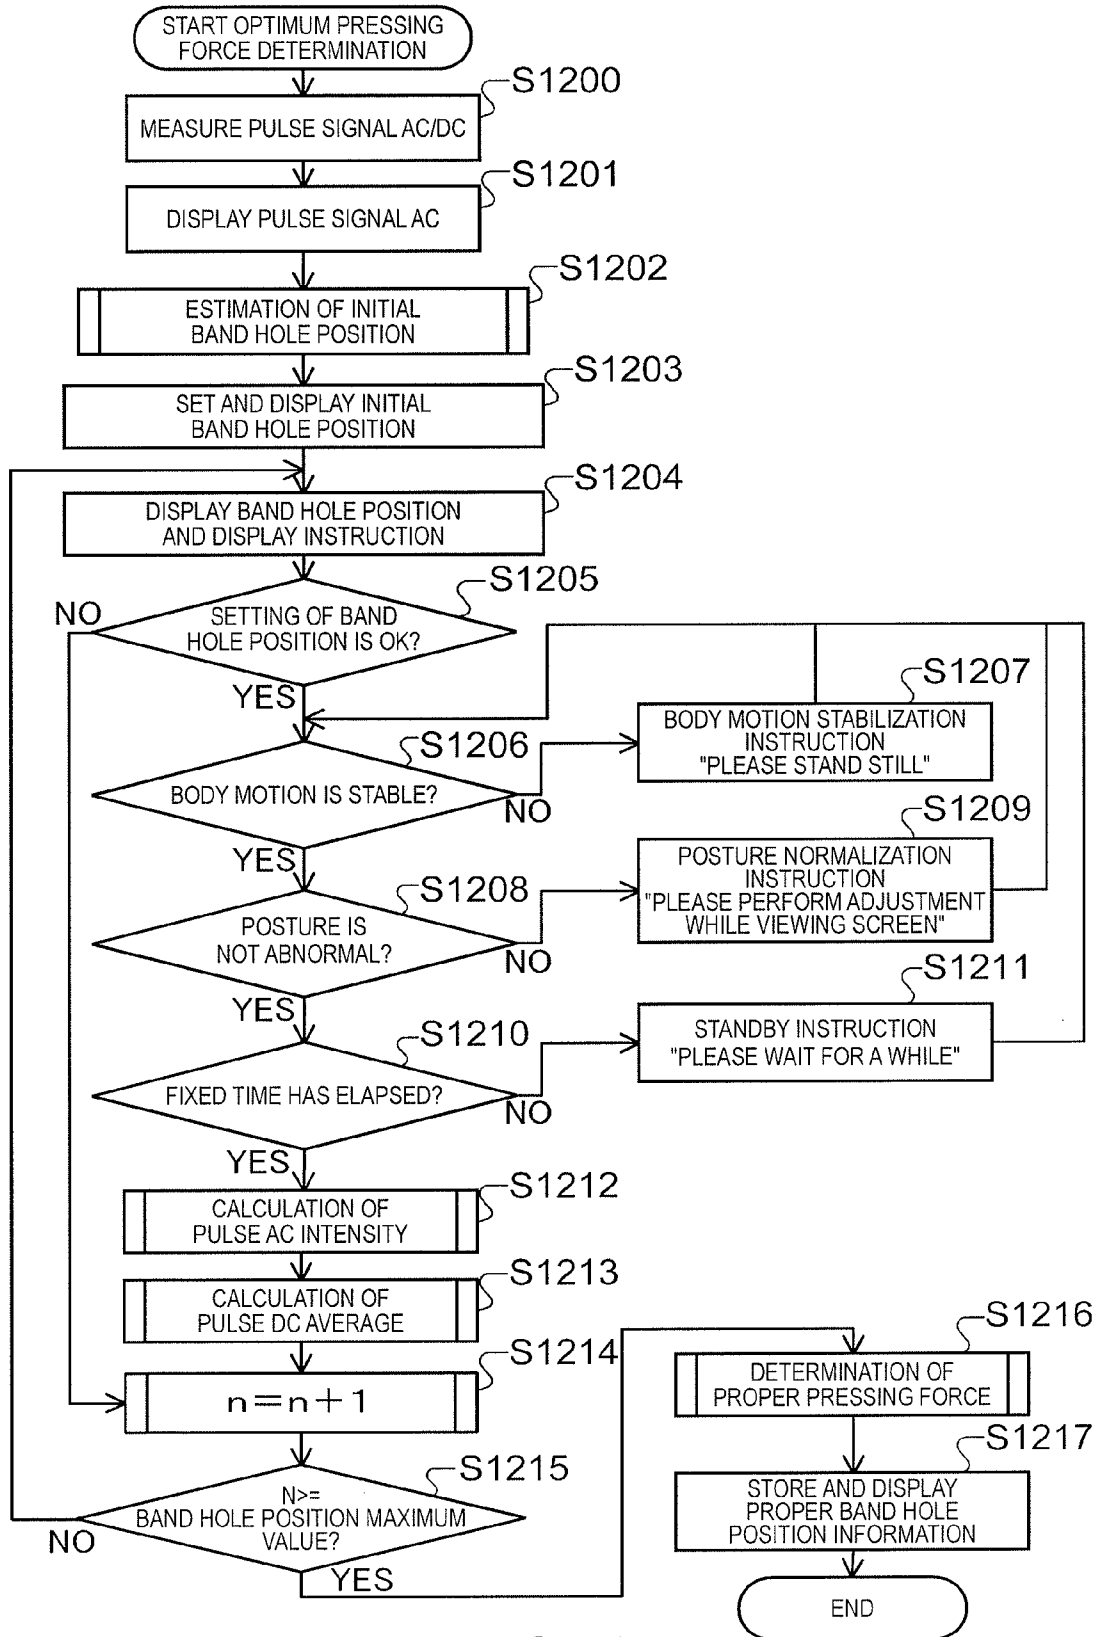 START OPTIMUM PRESSING
FORCE DETERMINATION
S1200
MEASURE PULSE SIGNAL AC/DC
S1201
DISPLAY PULSE SIGNAL AC
S1202
ESTIMATION OF INITIAL
BAND HOLE POSITION
S1203
SET AND DISPLAY INITIAL
BAND HOLE POSITION
S1204
DISPLAY BAND HOLE POSITION
AND DISPLAY INSTRUCTION
S1205
NO
SETTING OF BAND
HOLE POSITION IS OK?
YES
S1207
BODY MOTION STABILIZATION
INSTRUCTION
"PLEASE STAND STILL"
S1206
BODY MOTION IS STABLE?
NO
YES
S1209
POSTURE NORMALIZATION
INSTRUCTION
"PLEASE PERFORM ADJUSTMENT
WHILE VIEWING SCREEN"
S1208
POSTURE IS
NOT ABNORMAL?
NO
YES
S1211
STANDBY INSTRUCTION
"PLEASE WAIT FOR A WHILE"
S1210
FIXED TIME HAS ELAPSED?
NO
YES
S1212
CALCULATION OF
PULSE AC INTENSITY
S1213
CALCULATION OF
PULSE DC AVERAGE
S1214
n=n+1
S1215
N>=
BAND HOLE POSITION MAXIMUM
VALUE?
NO
YES
S1216
DETERMINATION OF
PROPER PRESSING FORCE
S1217
STORE AND DISPLAY
PROPER BAND HOLE
POSITION INFORMATION
END